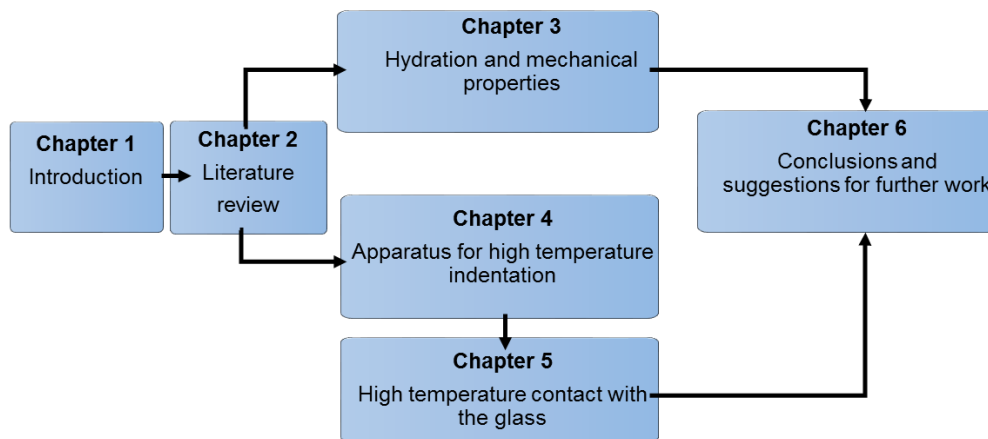 Chapter 1
Introduction
Chapter 2
Literature
review
Chapter 3
Hydration and mechanical
properties
Chapter 4
Apparatus for high temperature
indentation
Chapter 5
High temperature contact with
the glass
Chapter 6
Conclusions and
suggestions for further work